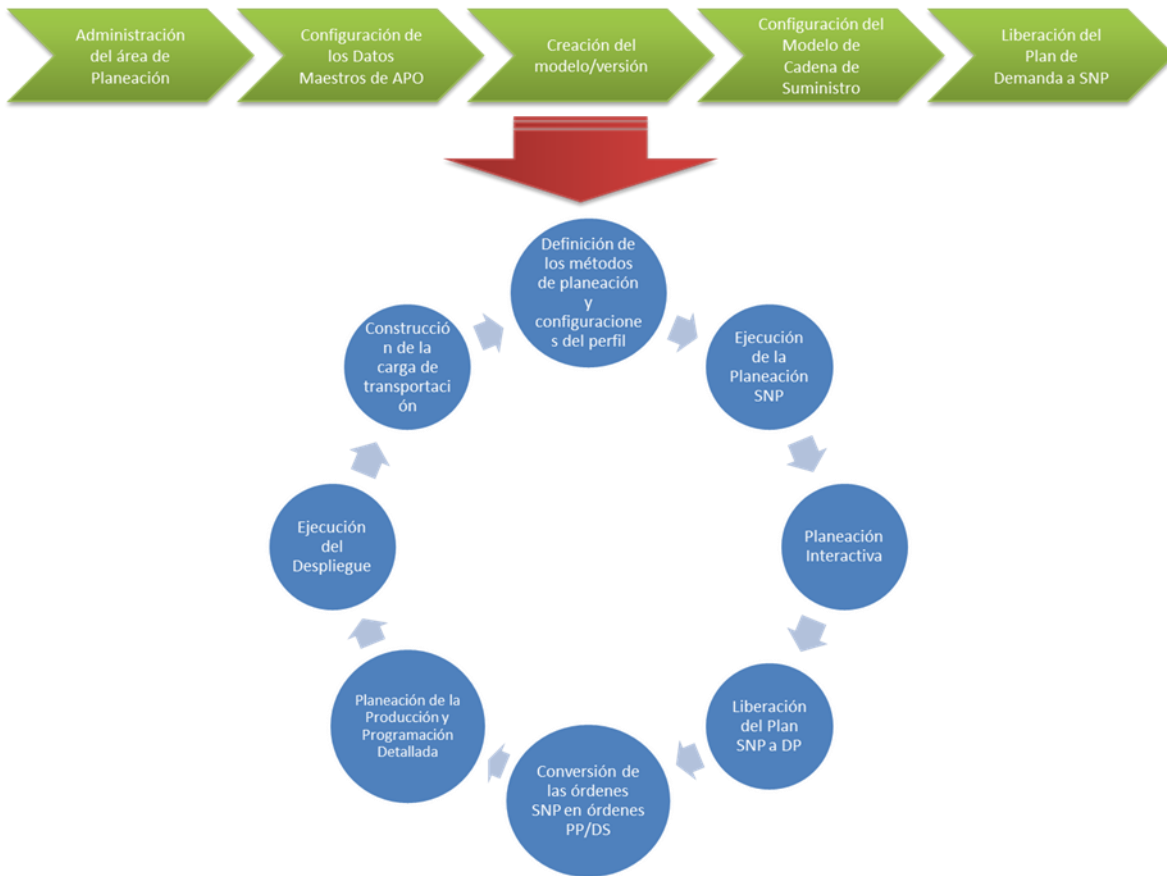 Administración
del área de
Planeación
Configuración de
los Datos
Maestros de APO
Creación del
modelo/versión
Configuración del
Modelo de
Cadena de
Suministro
Liberación del
Plan de
Demanda a SNP
Definición de
los métodos
de planeación
y
configuracione
s del perfil
Ejecución
de la
Planeación
SNP
Planeación
Interactiva
Liberación
del Plan
SNP a DP
Conversión de
las órdenes
SNP en órdenes
PP/DS
Planeación de la
Producción y
Programación
Detallada
Ejecución
del
Despliegue
Construcció
n de la
carga de
transportaci
ón